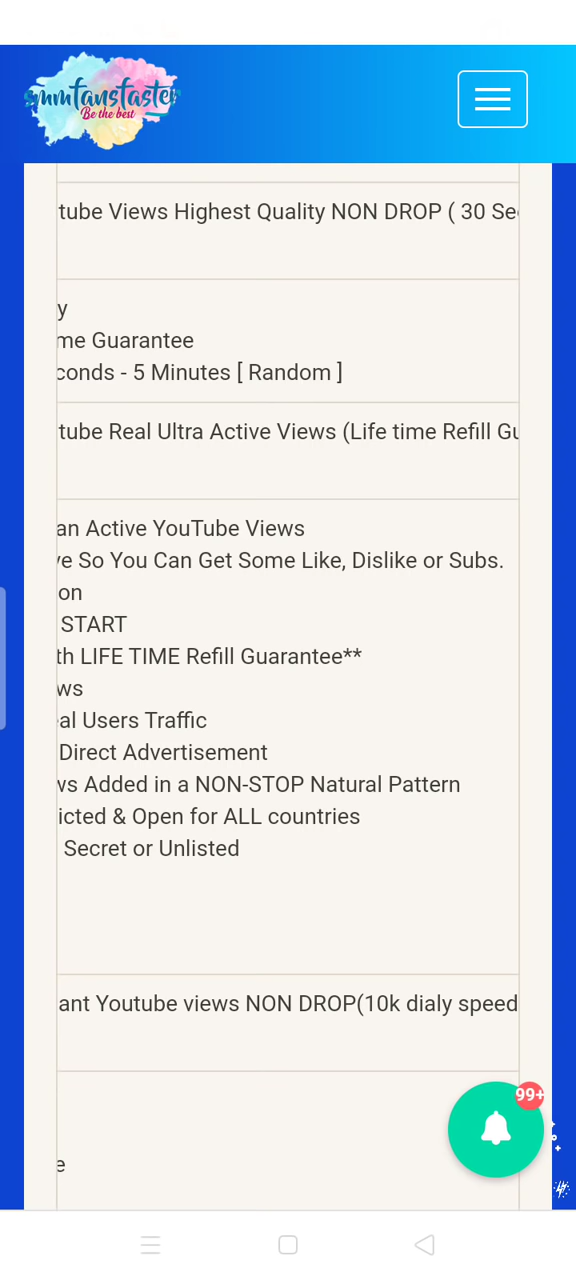 smmfansfaster
Be the best
tube Views Highest Quality NON DROP ( 30 Se
y
me Guarantee
conds - 5 Minutes [ Random ]
tube Real Ultra Active Views (Life time Refill Gu
an Active YouTube Views
ve So You Can Get Some Like, Dislike or Subs.
on
START
th LIFE TIME Refill Guarantee**
ws
al Users Traffic
Direct Advertisement
ws Added in a NON-STOP Natural Pattern
icted & Open for ALL countries
Secret or Unlisted
ant Youtube views NON DROP(10k dialy speed
99+
e